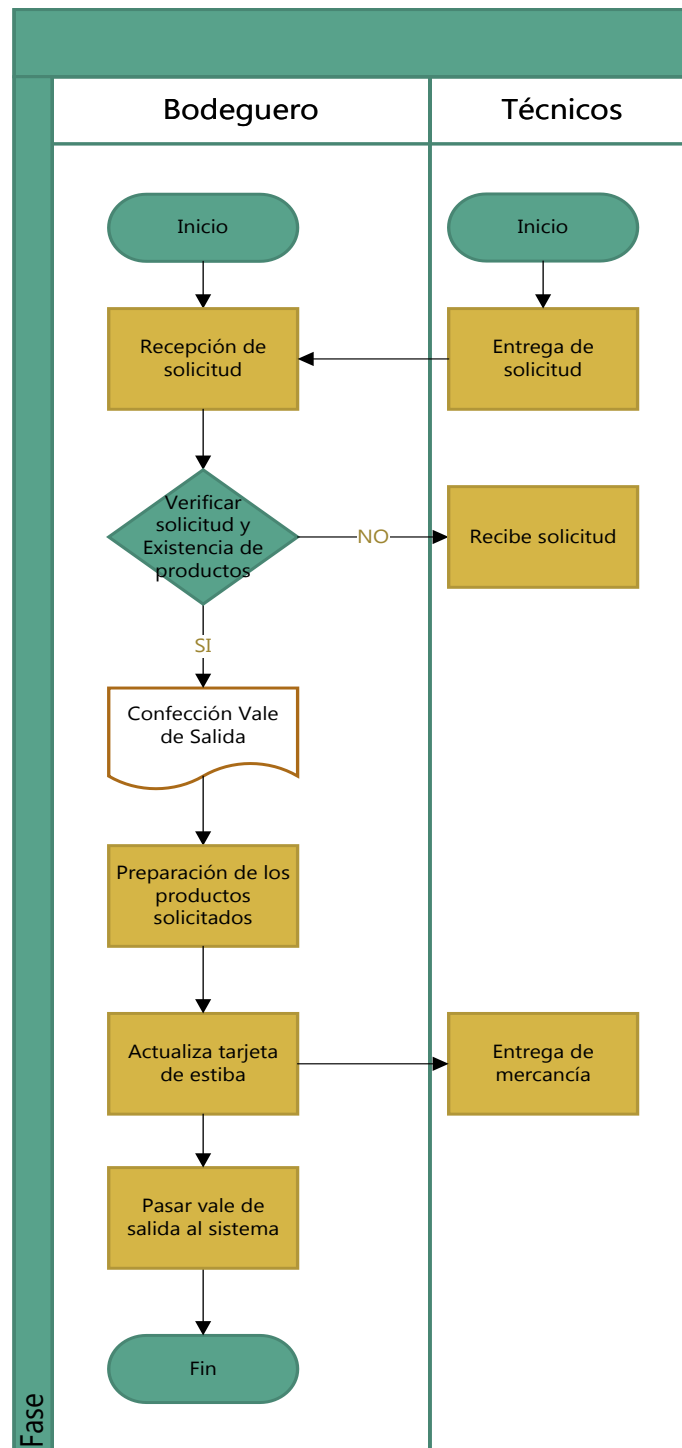 Bodeguero
Técnicos
Inicio
Inicio
Recepción de
solicitud
Entrega de
solicitud
Verificar
solicitud y
Existencia de
productos
NO
Recibe solicitud
SI
Confección Vale
de Salida
Preparación de los
productos
solicitados
Actualiza tarjeta
de estiba
Entrega de
mercancía
Pasar vale de
salida al sistema
Fin
Fase